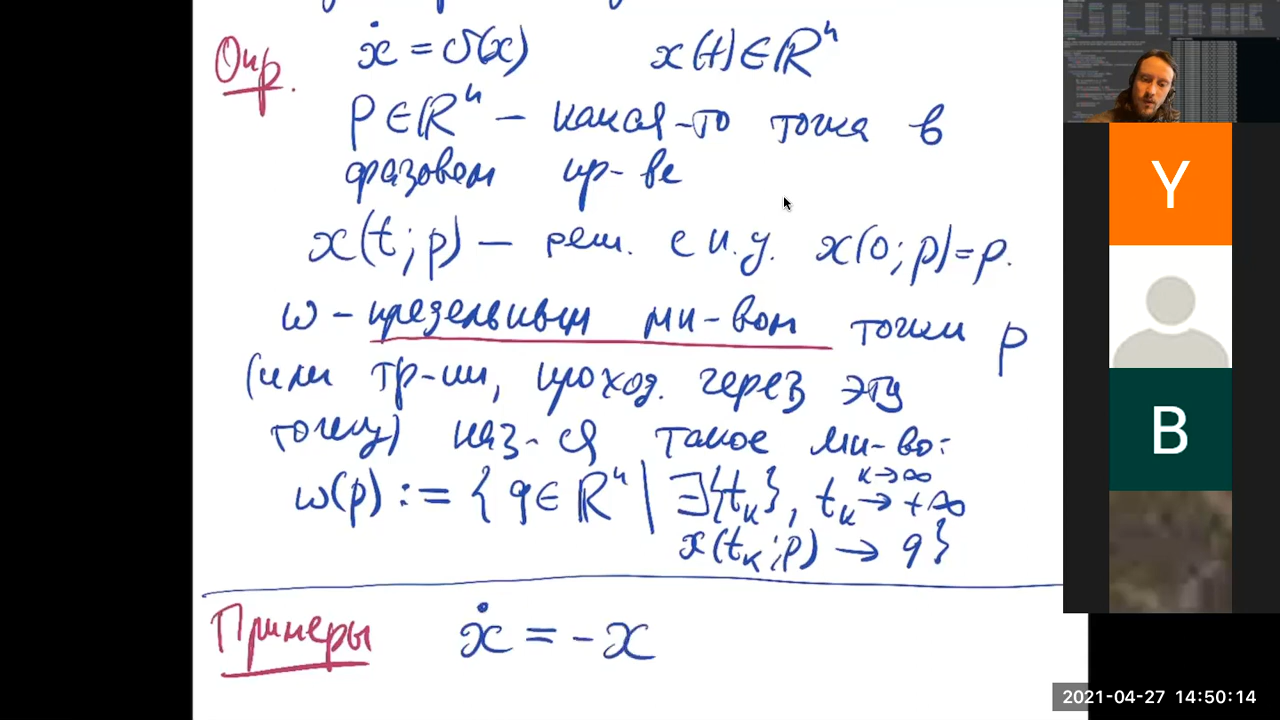 Опр. ẋ = v(x) x(t)∈ℝⁿ
p∈ℝⁿ – какая-то точка в
фазовом пр-ве
x(t;p) – реш. с н.у. x(0;p)=p.
ω-предельным мн-вом точки p
(или тр-ии, проход. через эту
точку) наз-ся такое мн-во:
ω(p) := { q∈ℝⁿ | ∃{tₖ}, tₖ →^{k→∞} +∞
x(tₖ;p) → q}
Примеры ẋ = -x
Y
B
2021-04-27 14:50:14